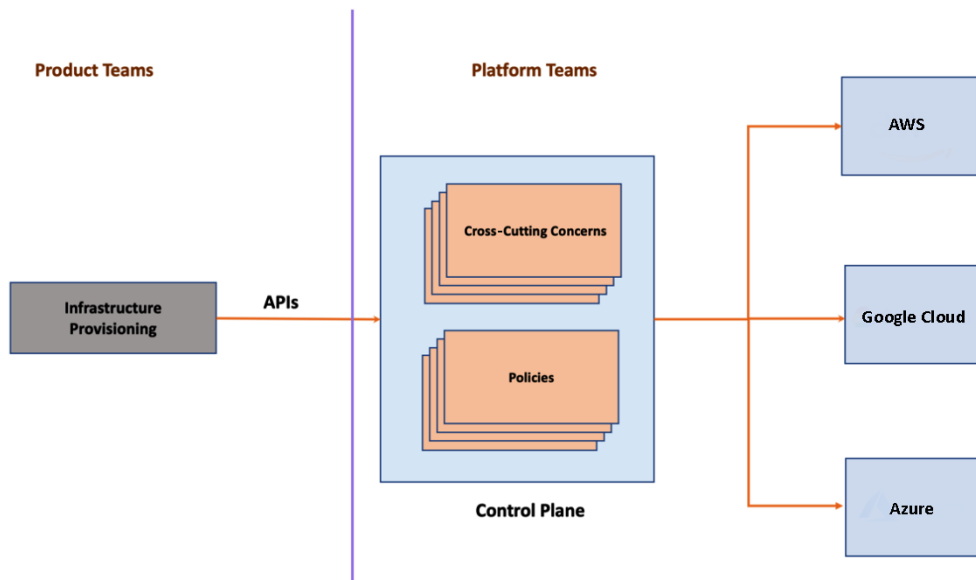 Product Teams
Platform Teams
AWS
Cross-Cutting Concerns
Infrastructure
Provisioning
APIs
Google Cloud
Policies
Control Plane
Azure